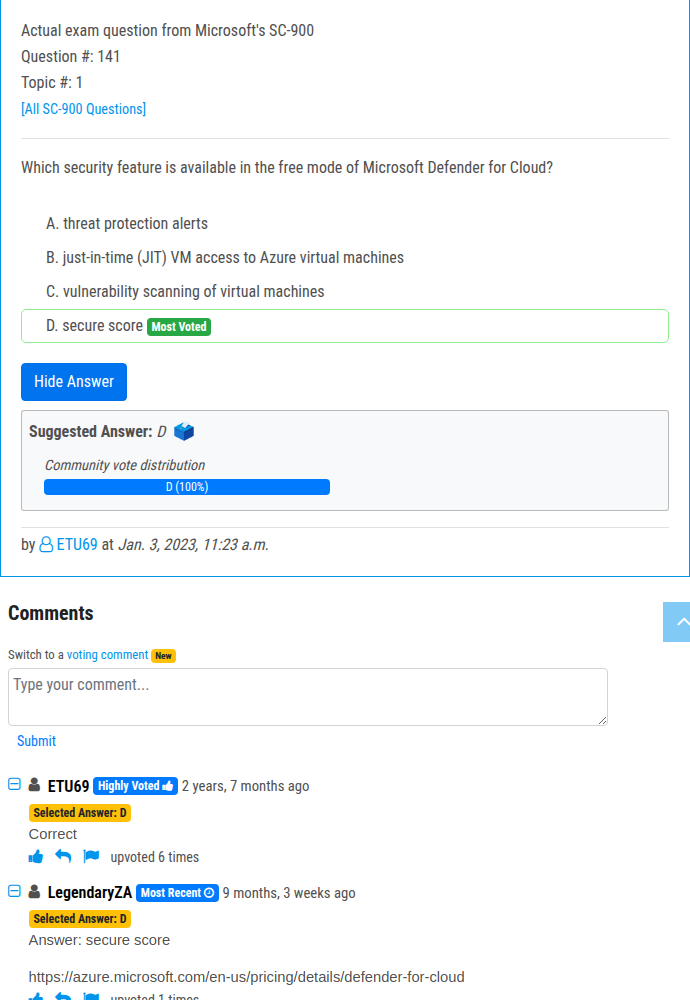 Actual exam question from Microsoft's SC-900
Question #: 141
Topic #: 1
[All SC-900 Questions]
Which security feature is available in the free mode of Microsoft Defender for Cloud?
A. threat protection alerts
B. just-in-time (JIT) VM access to Azure virtual machines
C. vulnerability scanning of virtual machines
D. secure score Most Voted
Hide Answer
Suggested Answer: D
Community vote distribution
D (100%)
by ETU69 at Jan. 3, 2023, 11:23 a.m.
Comments
Switch to a voting comment New
Type your comment...
Submit
ETU69 Highly Voted 2 years, 7 months ago
Selected Answer: D
Correct
upvoted 6 times
LegendaryZA Most Recent 9 months, 3 weeks ago
Selected Answer: D
Answer: secure score
https://azure.microsoft.com/en-us/pricing/details/defender-for-cloud
upvoted 1 times